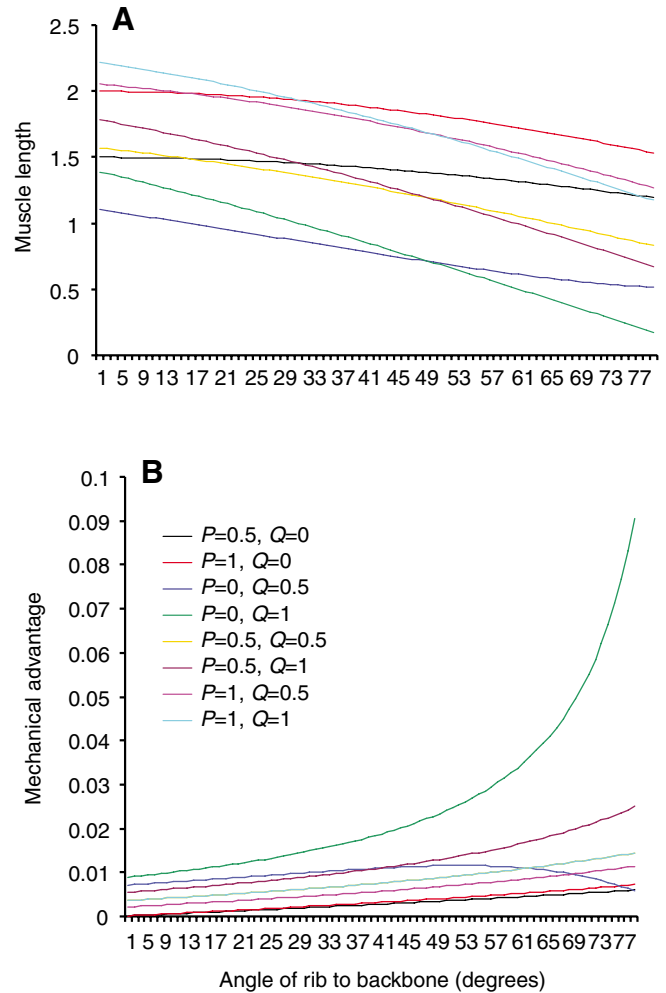 A
2.5
2
1.5
1
0.5
0
Muscle length
1 5 9 13 17 21 25 29 33 37 41 45 49 53 57 61 65 69 73 77
B
0.1
0.09
0.08
0.07
0.06
0.05
0.04
0.03
0.02
0.01
0
Mechanical advantage
P=0.5, Q=0
P=1, Q=0
P=0, Q=0.5
P=0, Q=1
P=0.5, Q=0.5
P=0.5, Q=1
P=1, Q=0.5
P=1, Q=1
1 5 9 13 17 21 25 29 33 37 41 45 49 53 57 61 65 69 73 77
Angle of rib to backbone (degrees)